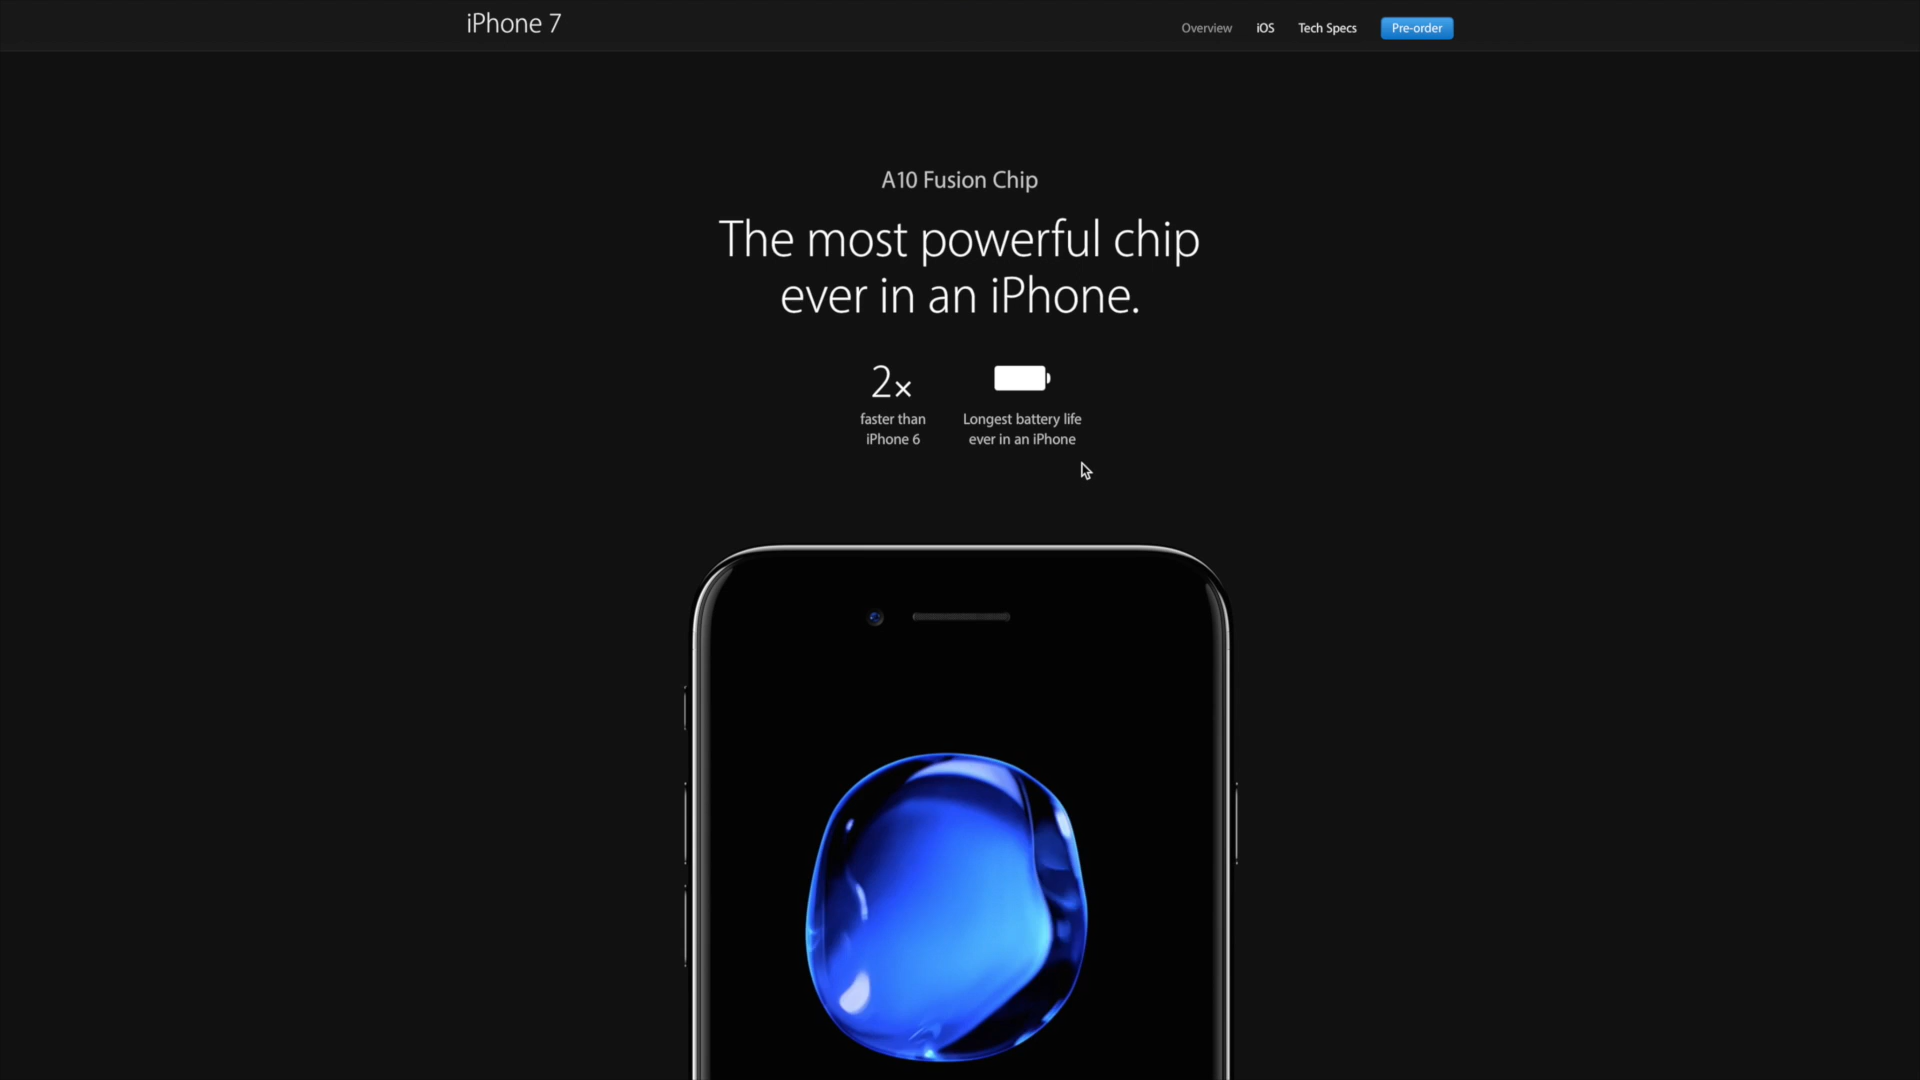 iPhone 7
Overview
iOS
Tech Specs
Pre-order
A10 Fusion Chip
The most powerful chip
ever in an iPhone.
2x
faster than
iPhone 6
Longest battery life
ever in an iPhone